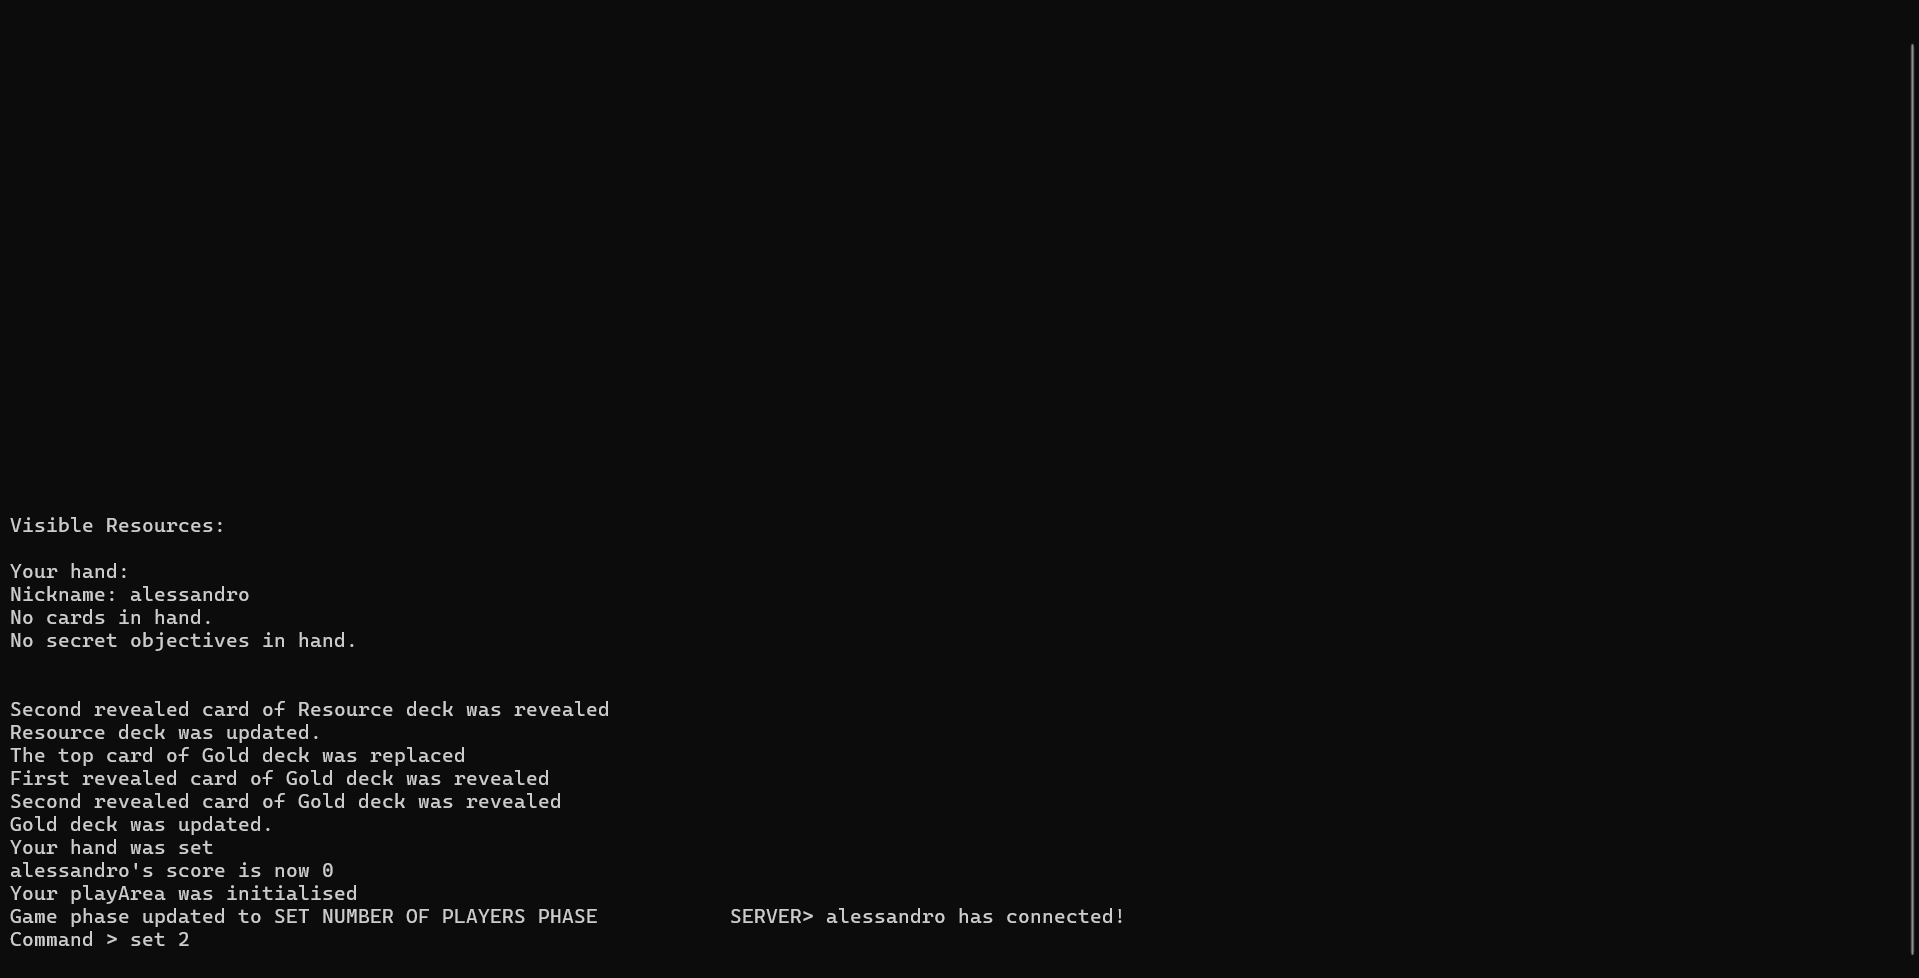 Visible Resources:
Your hand:
Nickname: alessandro
No cards in hand.
No secret objectives in hand.
Second revealed card of Resource deck was revealed
Resource deck was updated.
The top card of Gold deck was replaced
First revealed card of Gold deck was revealed
Second revealed card of Gold deck was revealed
Gold deck was updated.
Your hand was set
alessandro's score is now 0
Your playArea was initialised
Game phase updated to SET NUMBER OF PLAYERS PHASE           SERVER> alessandro has connected!
Command > set 2